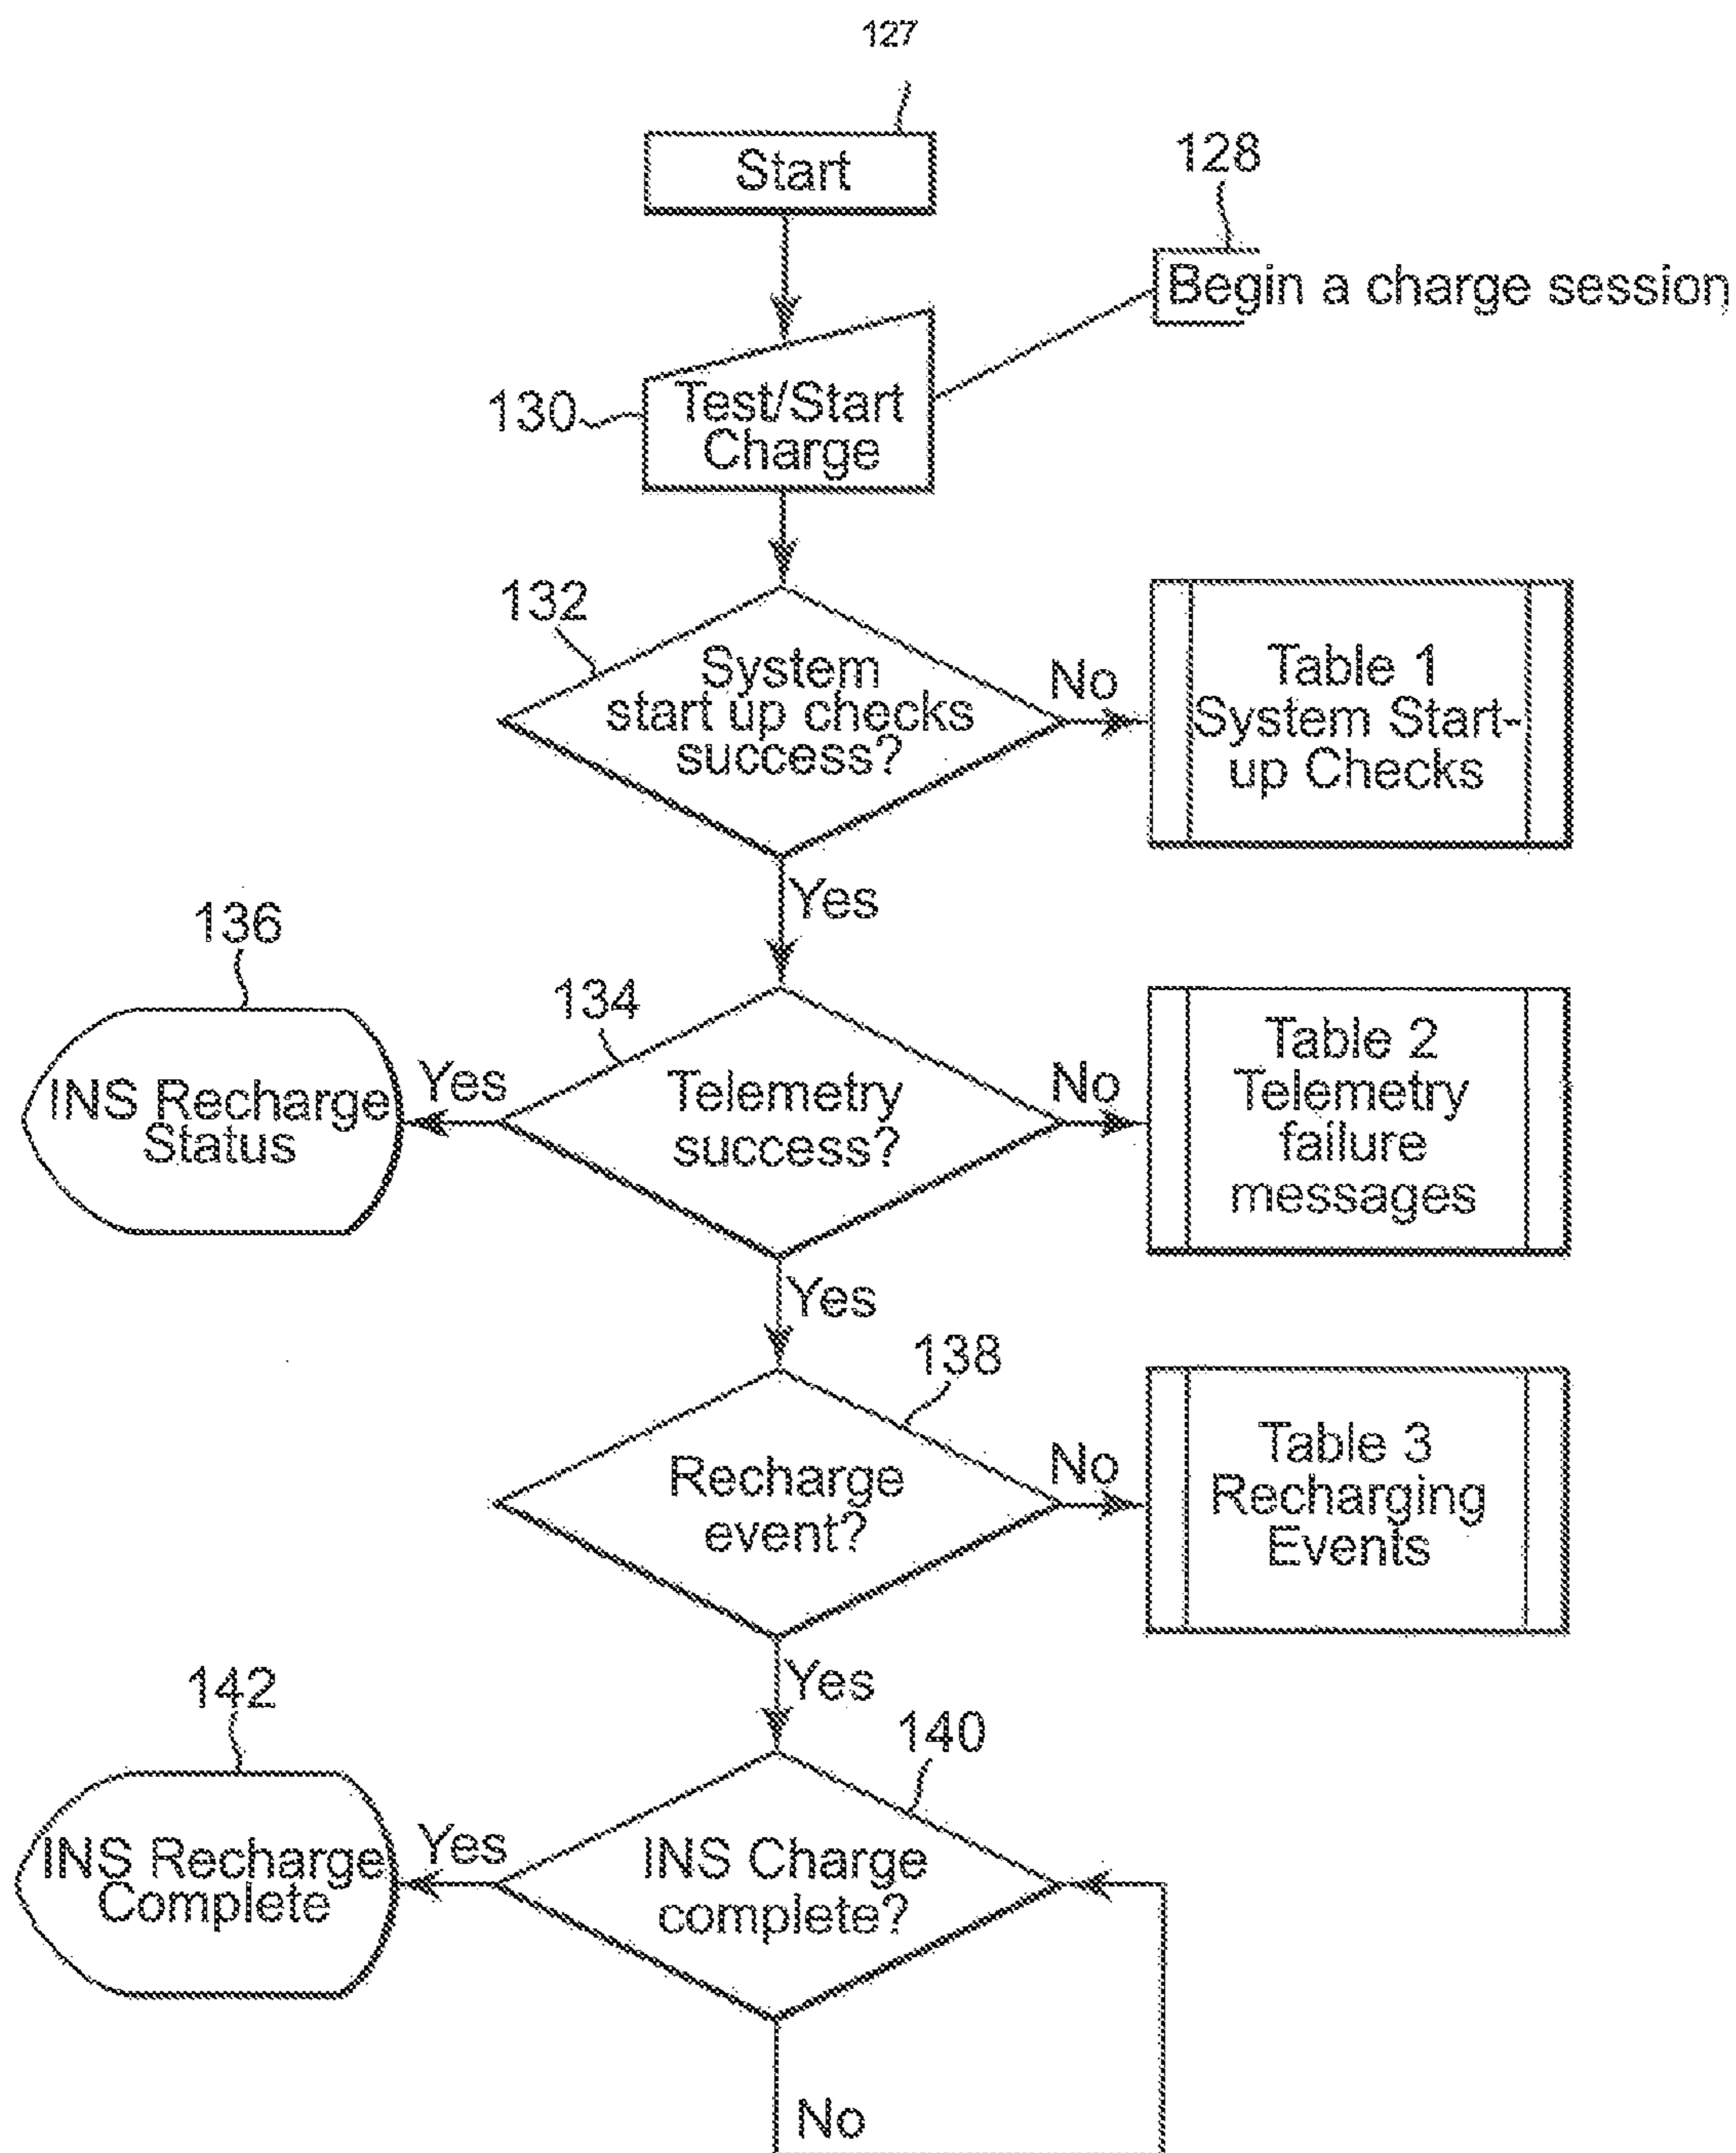 127
Start
128
Begin a charge session
130
Test/Start
Charge
132
System
start up checks
success?
No
Table 1
System Start-
up Checks
Yes
136
134
INS Recharge
Status
Yes
Telemetry
success?
No
Table 2
Telemetry
failure
messages
Yes
138
Recharge
event?
No
Table 3
Recharging
Events
Yes
142
140
INS Recharge
Complete
Yes
INS Charge
complete?
No